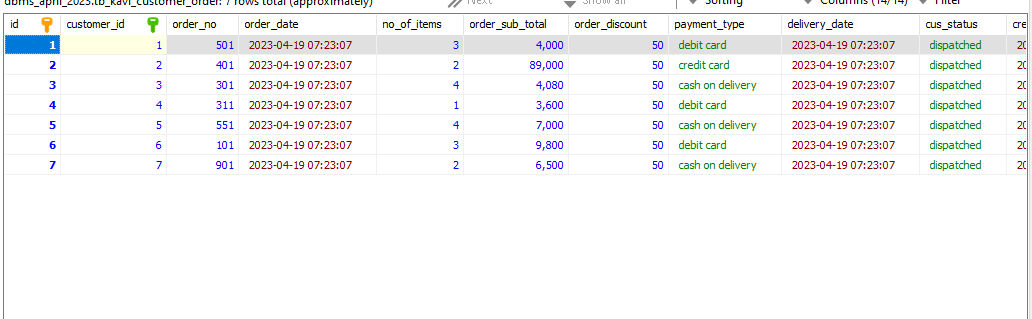 dbms_april_2023.tb_kavi_customer_order: 7 rows total (approximately) Next Show all Sorting Columns (14/14) Filter
id customer_id order_no order_date no_of_items order_sub_total order_discount payment_type delivery_date cus_status cre
1 1 501 2023-04-19 07:23:07 3 4,000 50 debit card 2023-04-19 07:23:07 dispatched 20
2 2 401 2023-04-19 07:23:07 2 89,000 50 credit card 2023-04-19 07:23:07 dispatched 20
3 3 301 2023-04-19 07:23:07 4 4,080 50 cash on delivery 2023-04-19 07:23:07 dispatched 20
4 4 311 2023-04-19 07:23:07 1 3,600 50 debit card 2023-04-19 07:23:07 dispatched 20
5 5 551 2023-04-19 07:23:07 4 7,000 50 cash on delivery 2023-04-19 07:23:07 dispatched 20
6 6 101 2023-04-19 07:23:07 3 9,800 50 debit card 2023-04-19 07:23:07 dispatched 20
7 7 901 2023-04-19 07:23:07 2 6,500 50 cash on delivery 2023-04-19 07:23:07 dispatched 20